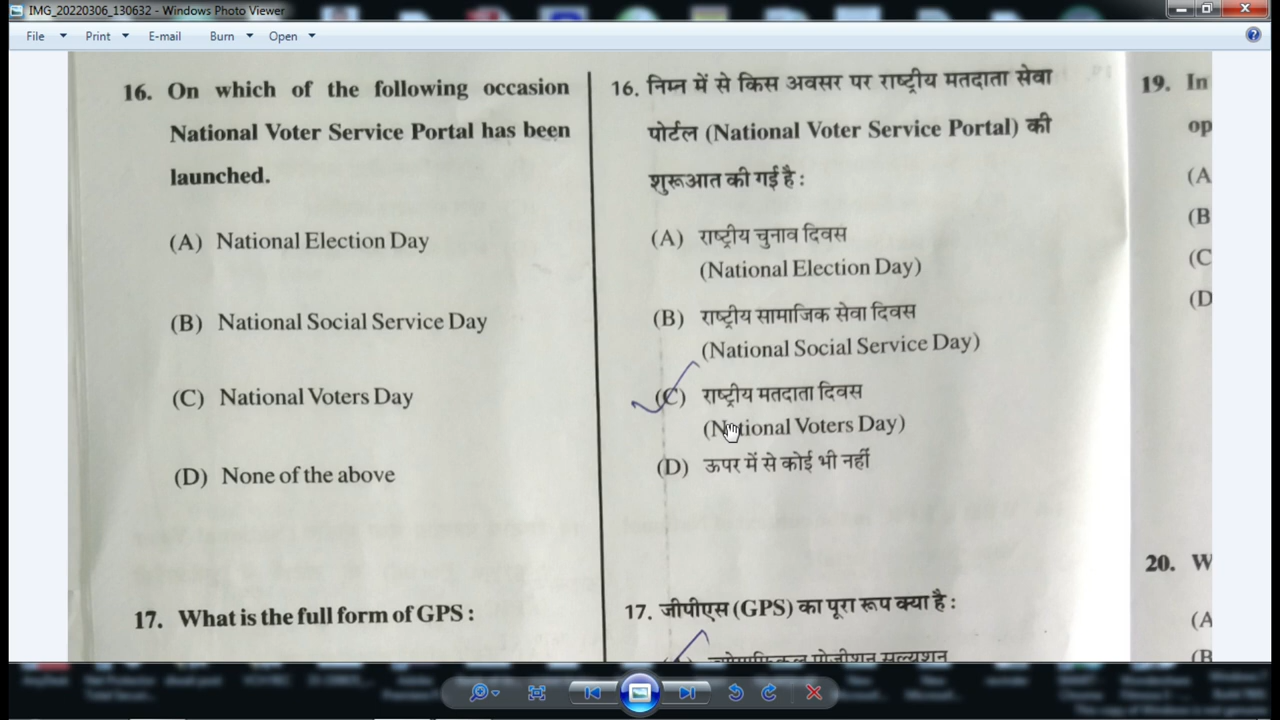 IMG_20220306_130632 - Windows Photo Viewer
File Print E-mail Burn Open
16. On which of the following occasion
National Voter Service Portal has been
launched.
(A) National Election Day
(B) National Social Service Day
(C) National Voters Day
(D) None of the above
17. What is the full form of GPS :
16. निम्न में से किस अवसर पर राष्ट्रीय मतदाता सेवा
पोर्टल (National Voter Service Portal) की
शुरूआत की गई है :
(A) राष्ट्रीय चुनाव दिवस
(National Election Day)
(B) राष्ट्रीय सामाजिक सेवा दिवस
(National Social Service Day)
(C) राष्ट्रीय मतदाता दिवस
(National Voters Day)
(D) ऊपर में से कोई भी नहीं
17. जीपीएस (GPS) का पूरा रूप क्या है :
19. In
op
(A
(B
(C
(D
20. W
(A
(B